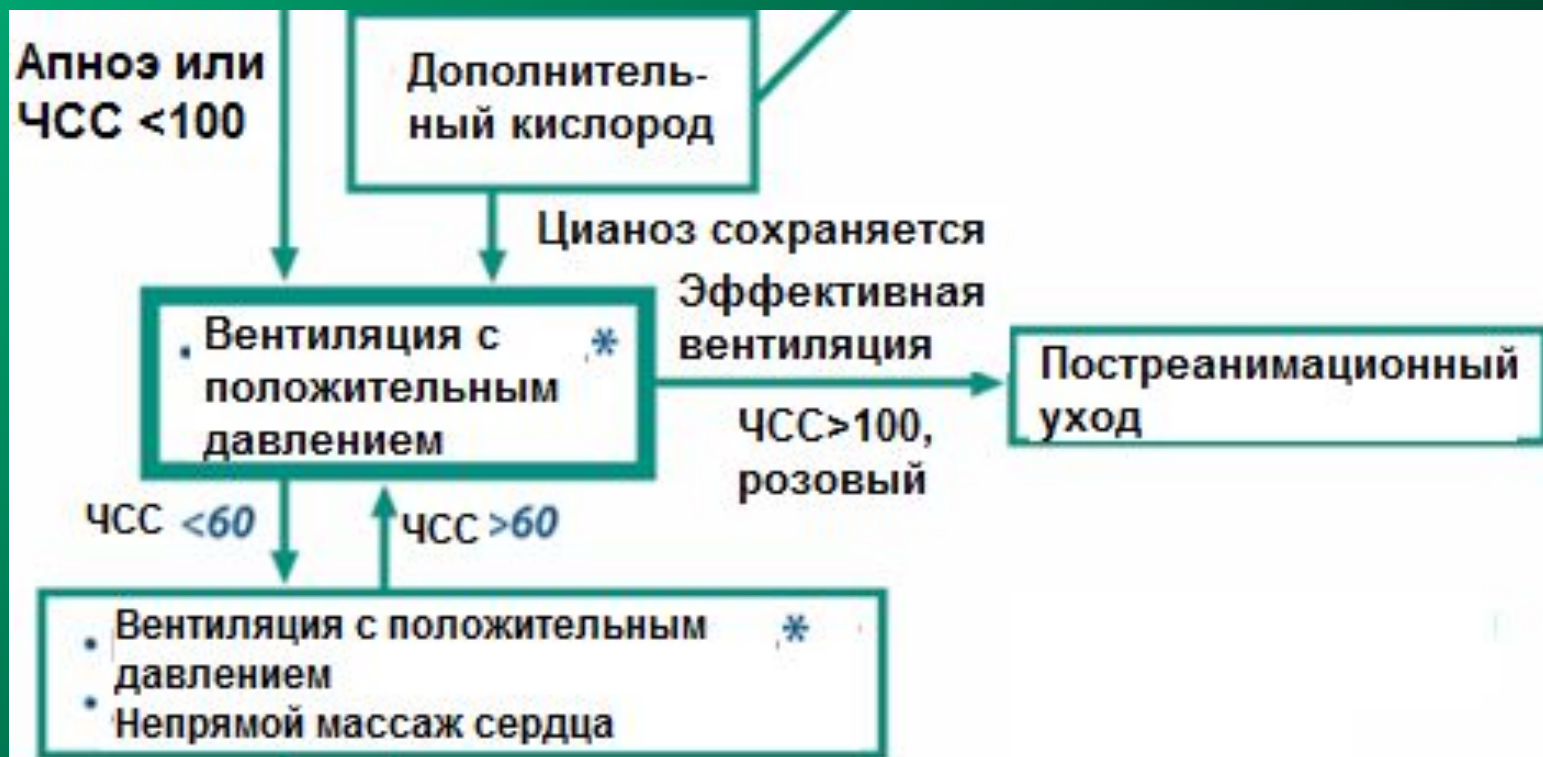 Апноэ или
ЧСС <100
Дополнитель-
ный кислород
Цианоз сохраняется
Эффективная
вентиляция
ЧСС>100,
розовый
Постреанимационный
уход
• Вентиляция с *
положительным
давлением
ЧСС <60
ЧСС >60
• Вентиляция с положительным *
давлением
• Непрямой массаж сердца